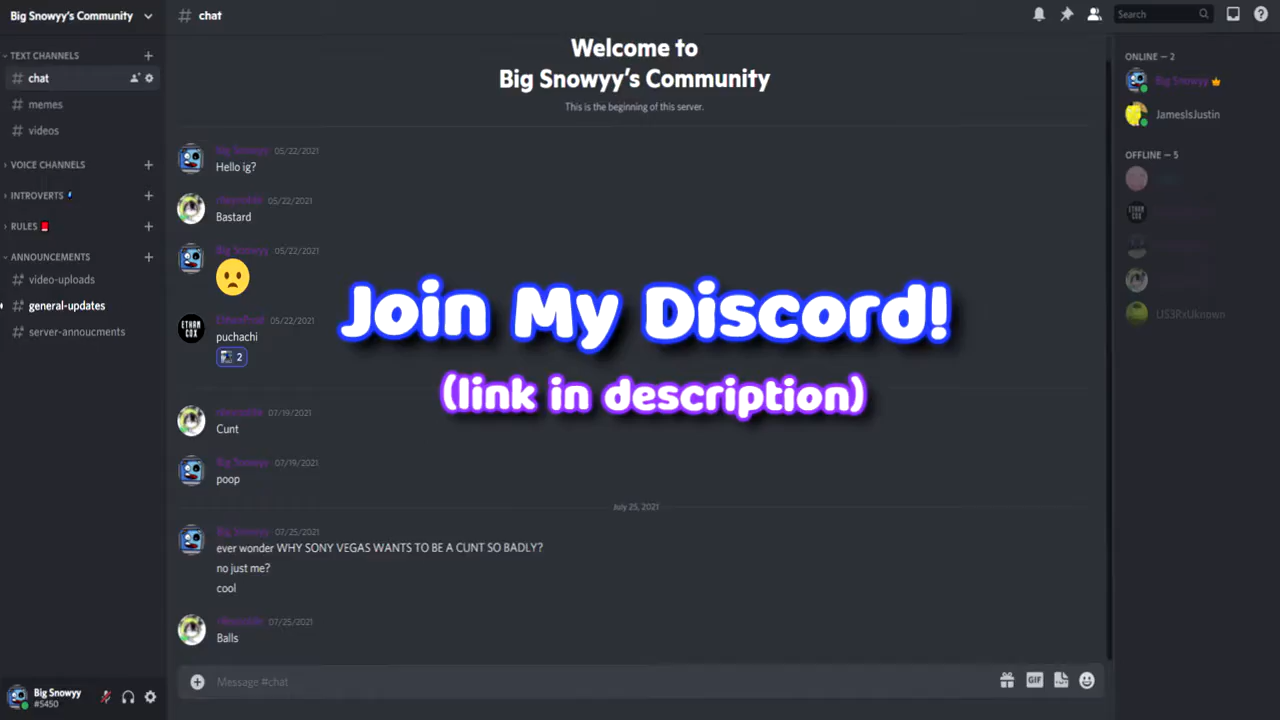 Big Snowyy's Community
# chat
Search
TEXT CHANNELS
# chat
# memes
# videos
VOICE CHANNELS
INTROVERTS
RULES
ANNOUNCEMENTS
# video-uploads
# general-updates
# server-annoucments
Big Snowyy
#5450
Welcome to
Big Snowyy's Community
This is the beginning of this server.
Big Snowyy 05/22/2021
Hello ig?
05/22/2021
Bastard
Big Snowyy 05/22/2021
ETHAN
COX
05/22/2021
puchachi
2
Join My Discord!
(link in description)
07/19/2021
Cunt
Big Snowyy 07/19/2021
poop
July 25, 2021
Big Snowyy 07/25/2021
ever wonder WHY SONY VEGAS WANTS TO BE A CUNT SO BADLY?
no just me?
cool
07/25/2021
Balls
Message #chat
GIF
ONLINE — 2
Big Snowyy
JamesIsJustin
OFFLINE — 5
ETHAN
COX
US3RxUknown